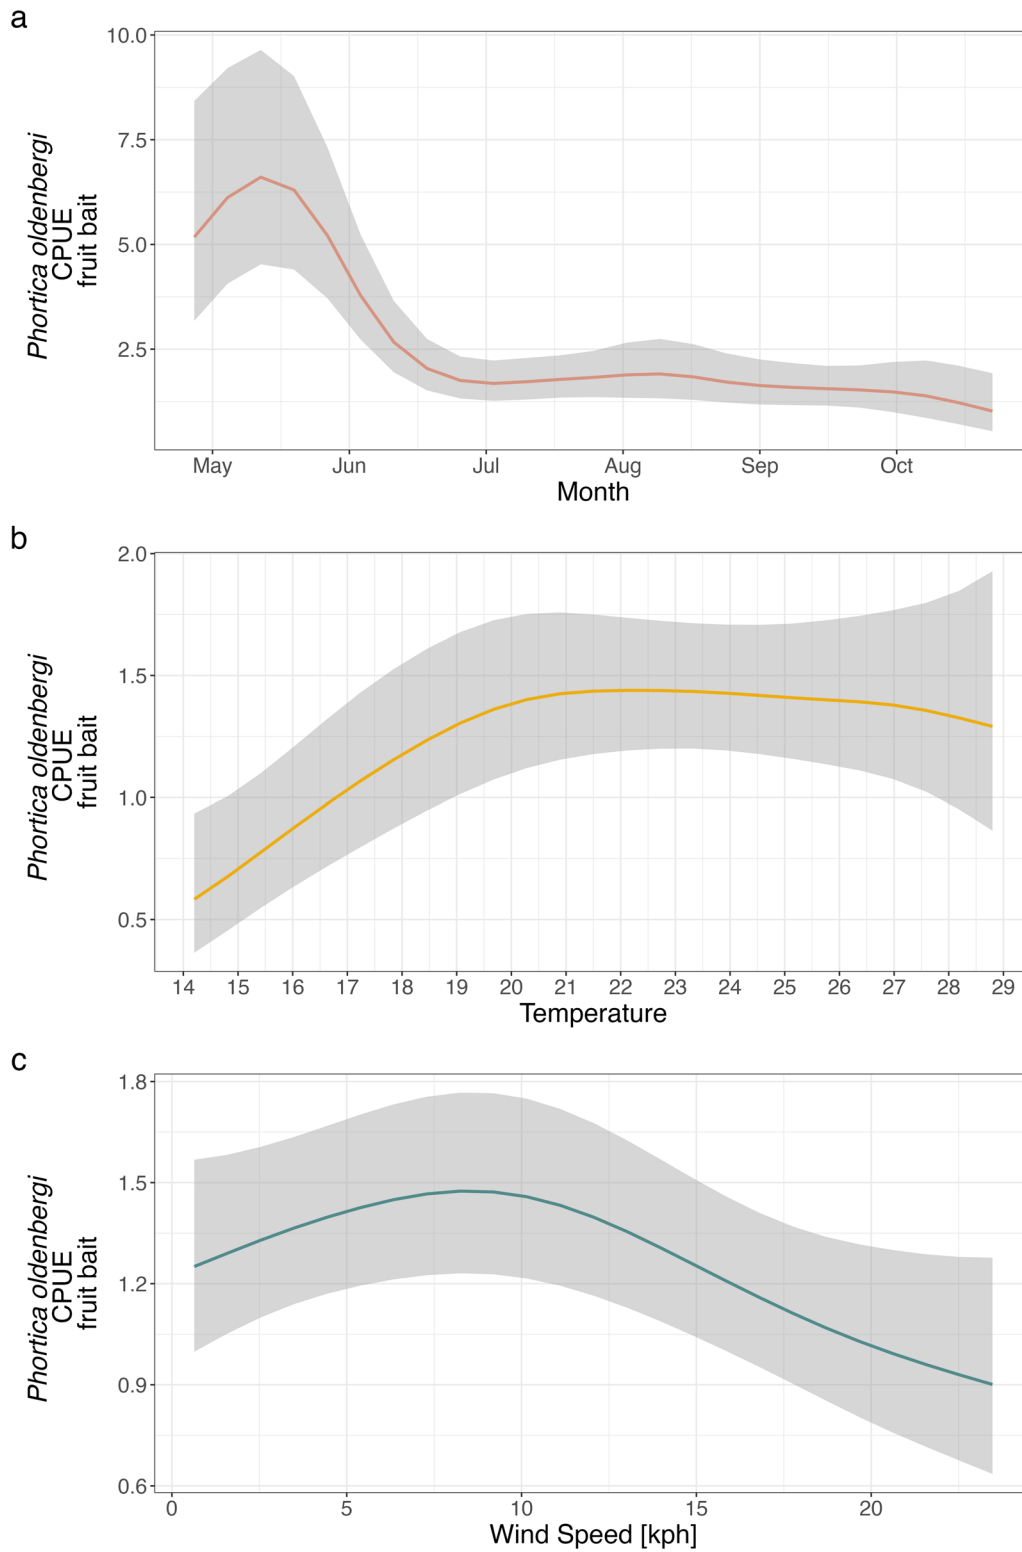 a
10.0
7.5
5.0
2.5
Phortica oldenbergi
CPUE
fruit bait
May Jun Jul Aug Sep Oct
Month
b
2.0
1.5
1.0
0.5
Phortica oldenbergi
CPUE
fruit bait
14 15 16 17 18 19 20 21 22 23 24 25 26 27 28 29
Temperature
c
1.8
1.5
1.2
0.9
0.6
Phortica oldenbergi
CPUE
fruit bait
0 5 10 15 20
Wind Speed [kph]